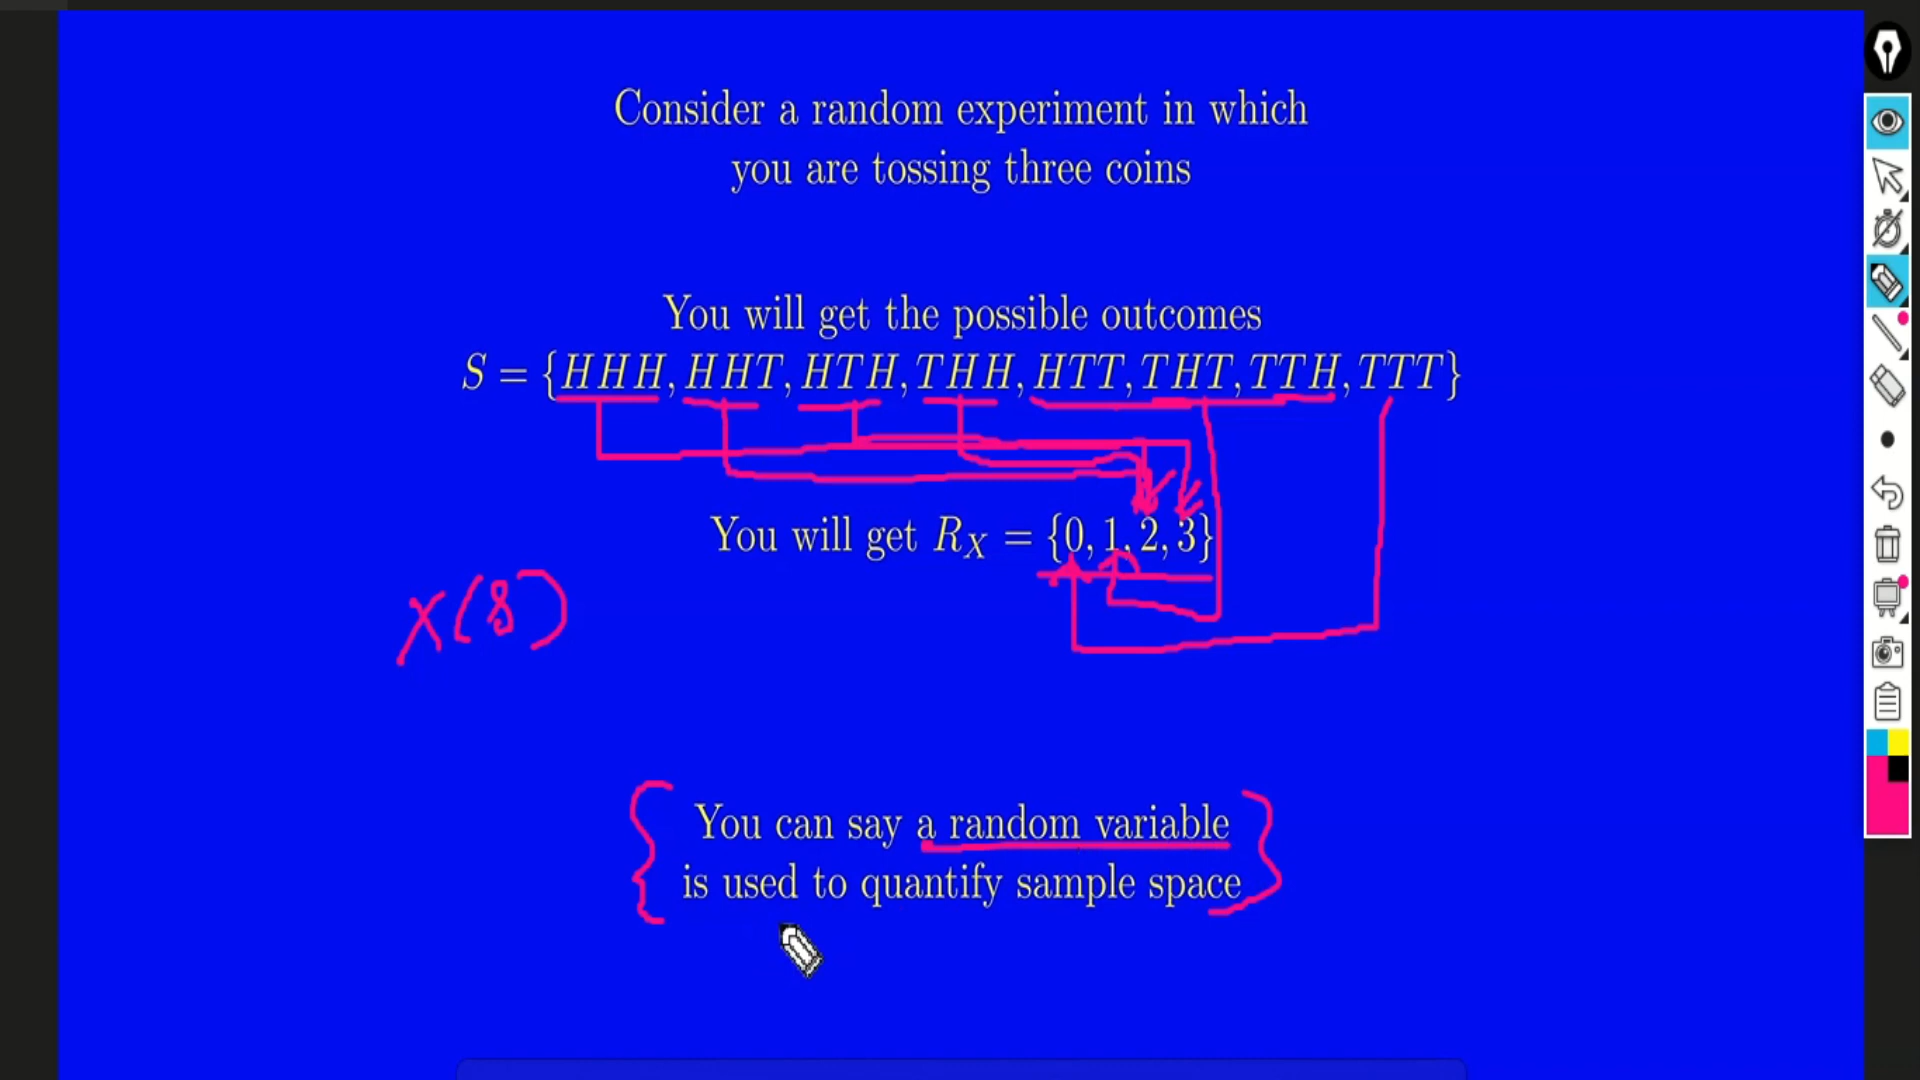 Consider a random experiment in which
you are tossing three coins
You will get the possible outcomes
S = {HHH, HHT, HTH, THH, HTT, THT, TTH, TTT}
You will get R_X = {0, 1, 2, 3}
X(S)
You can say a random variable
is used to quantify sample space